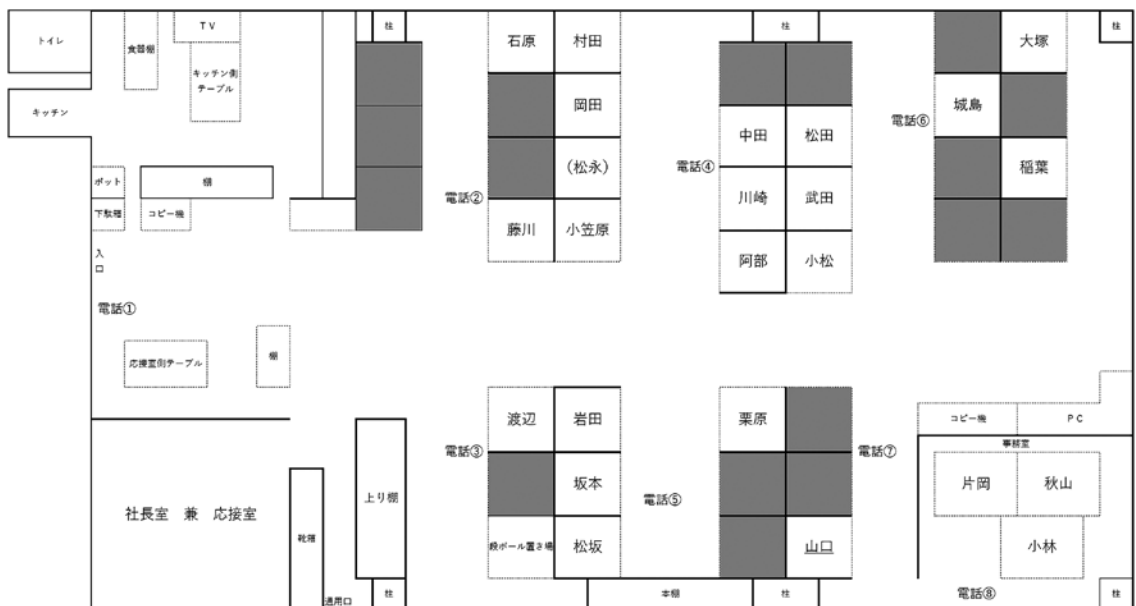 トイレ
食器棚
ＴＶ
キッチン側
テーブル
キッチン
ポット
棚
下駄箱
コピー機
入
口
電話①
応接室側テーブル
棚
社長室　兼　応接室
靴箱
上り棚
通用口
柱
柱
石原
村田
岡田
(松永)
藤川
小笠原
電話②
電話③
渡辺
岩田
坂本
段ボール置き場
松坂
本棚
柱
電話④
中田
松田
川崎
武田
阿部
小松
電話⑤
栗原
山口
柱
電話⑥
大塚
城島
稲葉
柱
電話⑦
コピー機
ＰＣ
事務室
片岡
秋山
小林
電話⑧
柱